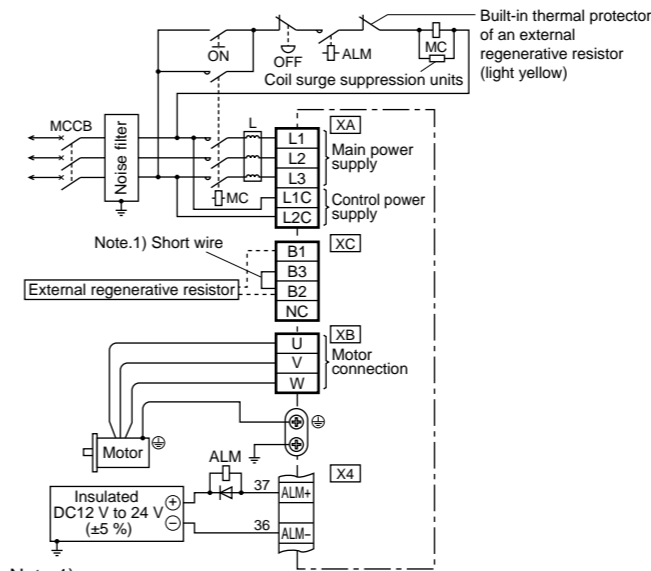 Built-in thermal protector
of an external
regenerative resistor
(light yellow)
ON
OFF
ALM
MC
Coil surge suppression units
MCCB
Noise filter
L
XA
L1
L2
L3
Main power
supply
MC
L1C
L2C
Control power
supply
Note.1) Short wire
XC
B1
B3
External regenerative resistor
B2
NC
XB
U
V
W
Motor
connection
Motor
ALM
X4
Insulated
DC12 V to 24 V
(±5 %)
+
−
37
ALM+
36
ALM−